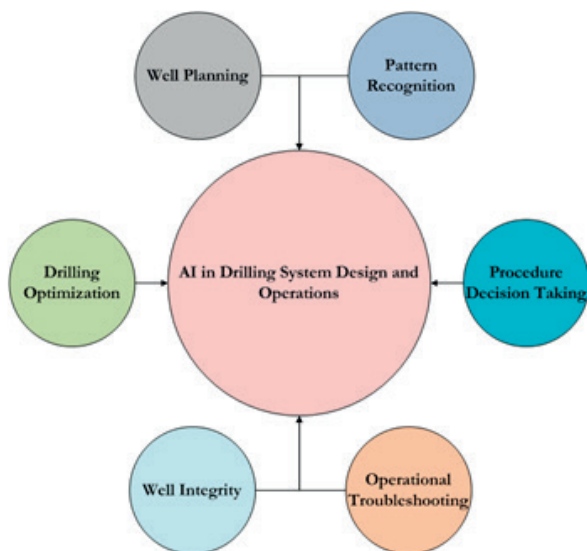 Well Planning
Pattern
Recognition
Drilling
Optimization
AI in Drilling System Design and
Operations
Procedure
Decision Taking
Well Integrity
Operational
Troubleshooting